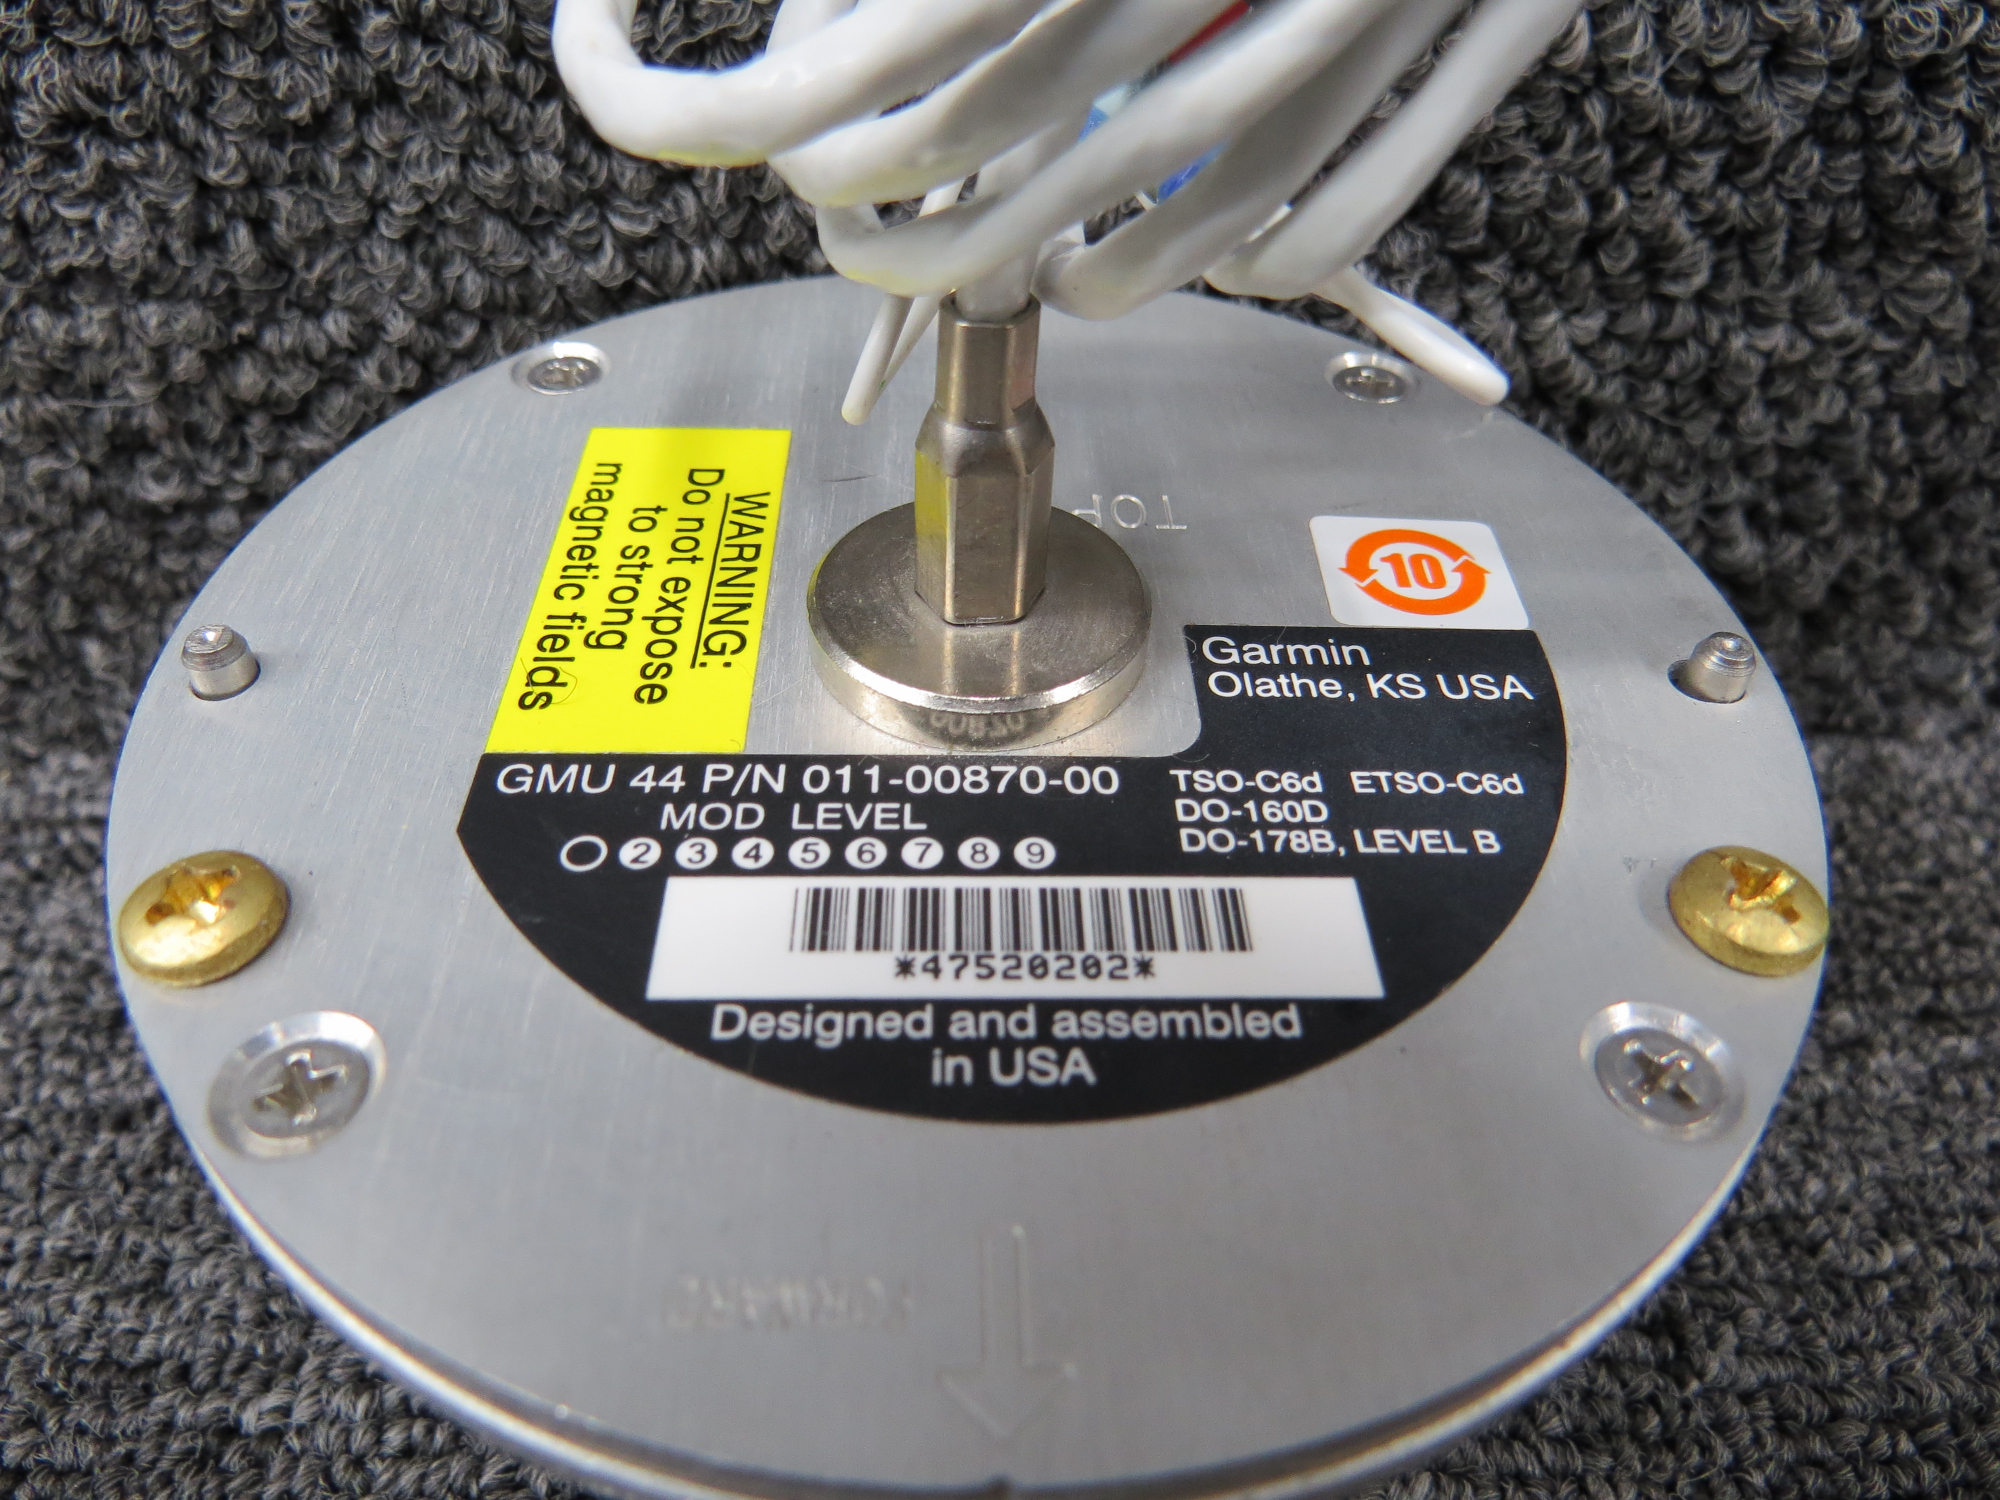 WARNING:
Do not expose
to strong
magnetic fields
TOP
10
Garmin
Olathe, KS USA
GMU 44 P/N 011-00870-00
MOD LEVEL
2 3 4 5 6 7 8 9
TSO-C6d ETSO-C6d
DO-160D
DO-178B, LEVEL B
*47520202*
Designed and assembled
in USA
FORWARD